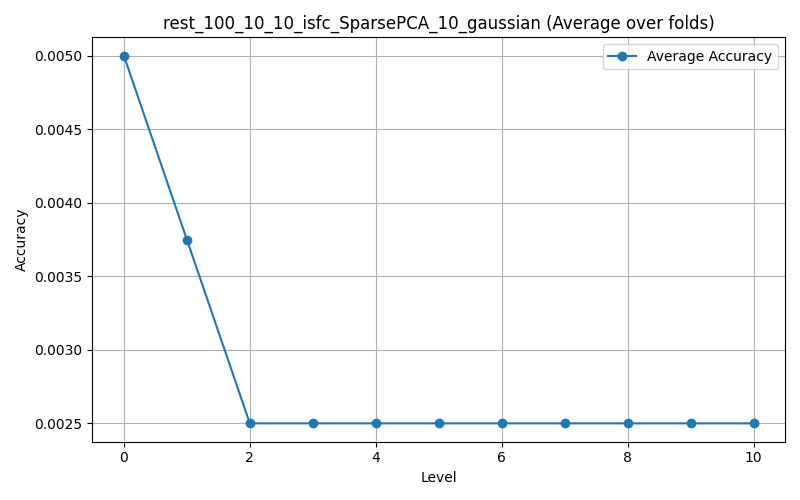 rest_100_10_10_isfc_SparsePCA_10_gaussian (Average over folds)
Average Accuracy
0.0050
0.0045
0.0040
0.0035
0.0030
0.0025
Accuracy
0 2 4 6 8 10
Level